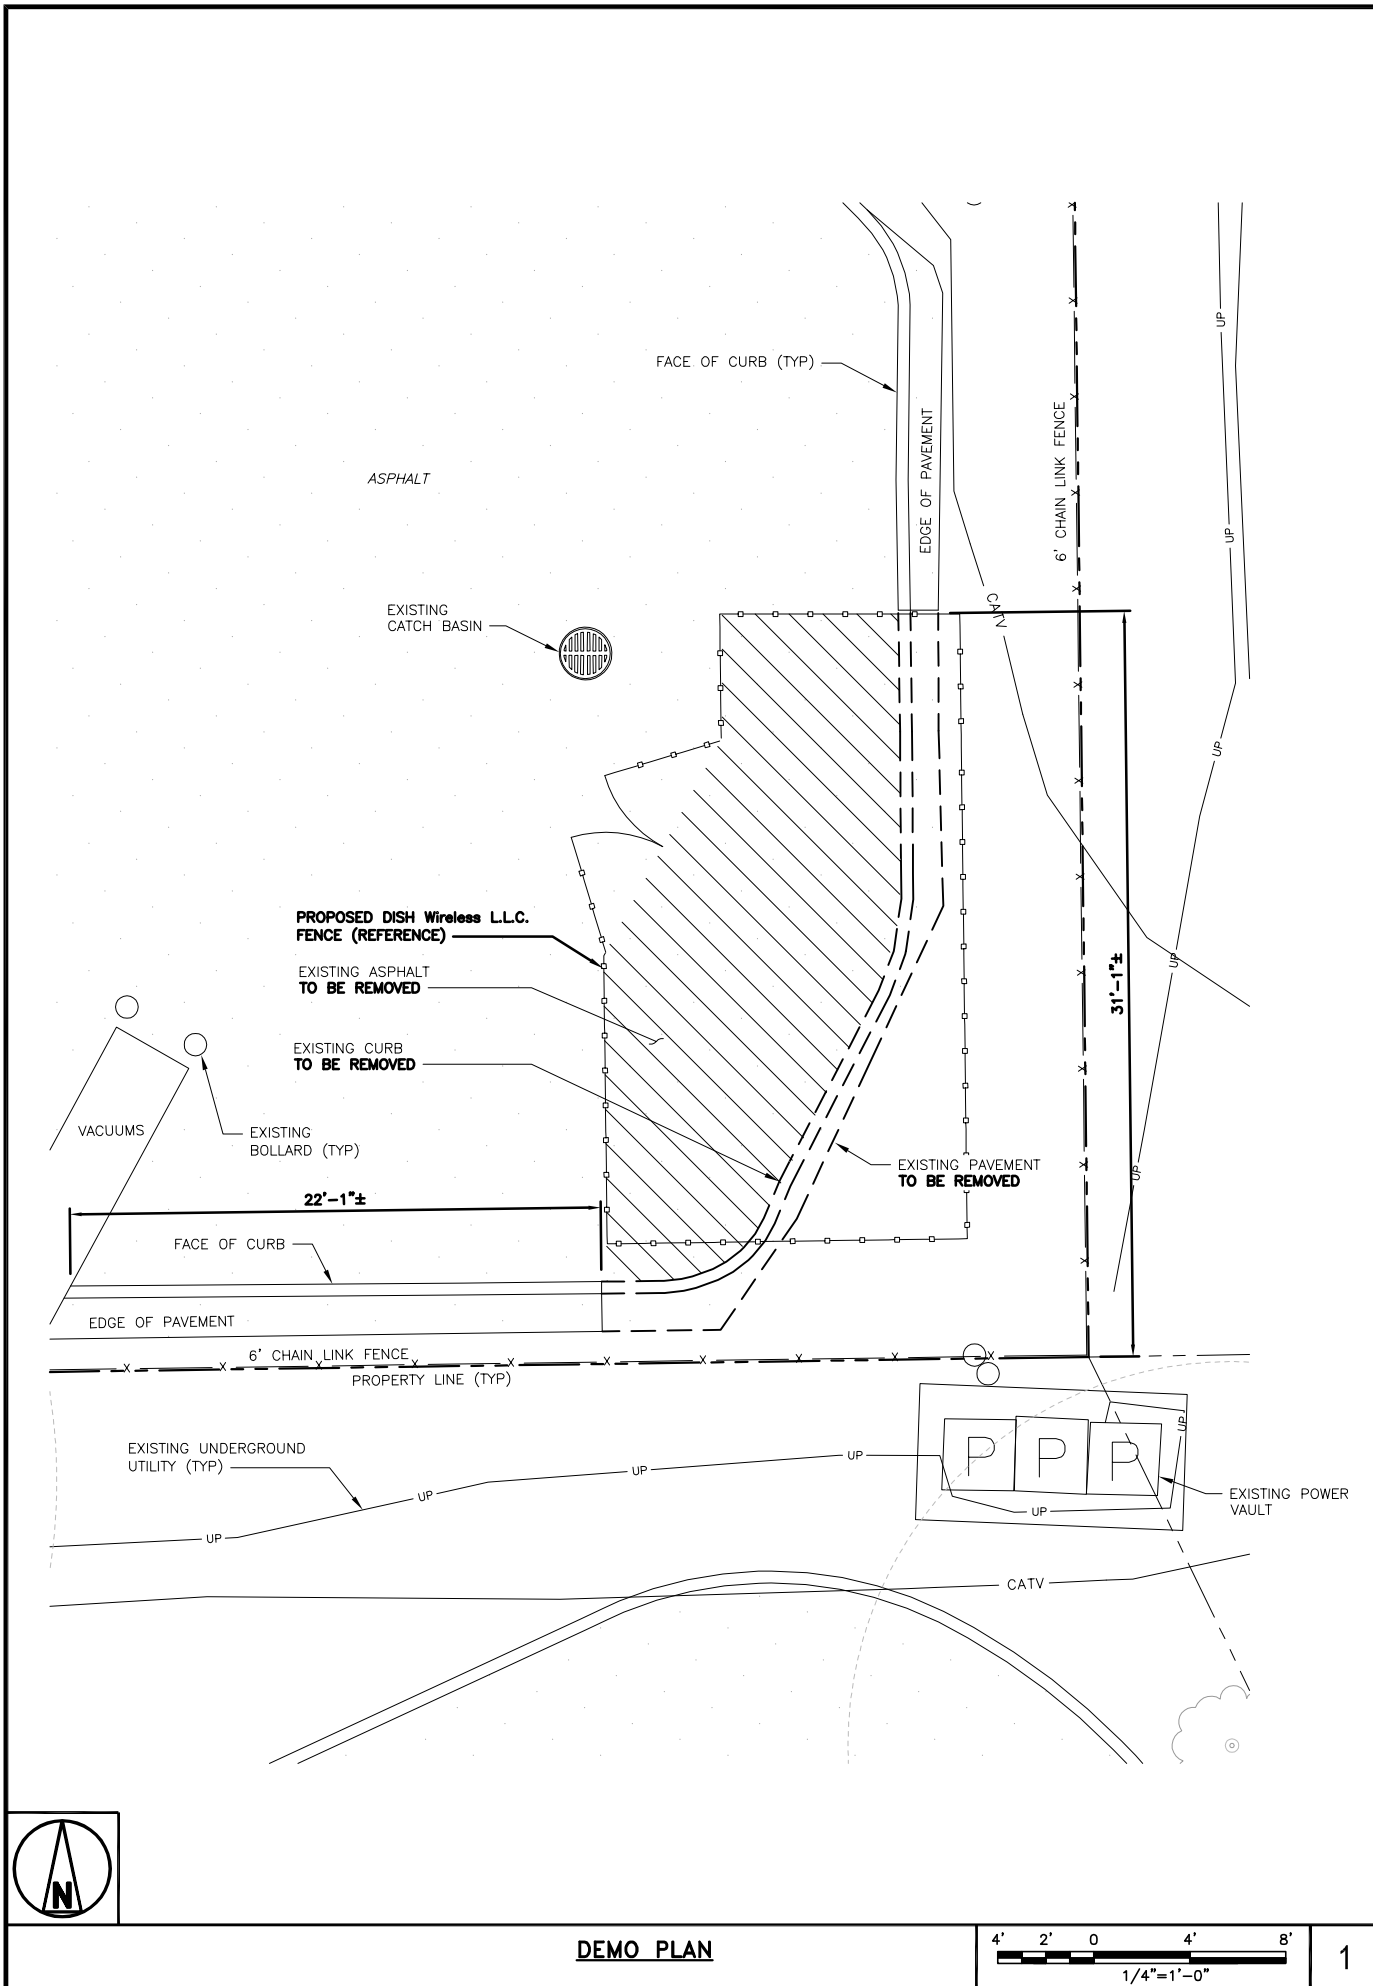 FACE OF CURB (TYP)
EDGE OF PAVEMENT
6' CHAIN LINK FENCE
UP
UP
ASPHALT
EXISTING
CATCH BASIN
CATV
UP
PROPOSED DISH Wireless L.L.C.
FENCE (REFERENCE)
EXISTING ASPHALT
TO BE REMOVED
31'-1"±
UP
EXISTING CURB
TO BE REMOVED
VACUUMS
EXISTING
BOLLARD (TYP)
EXISTING PAVEMENT
TO BE REMOVED
UP
22'-1"±
FACE OF CURB
EDGE OF PAVEMENT
6' CHAIN LINK FENCE
X X X X X X X X X X
PROPERTY LINE (TYP)
EXISTING UNDERGROUND
UTILITY (TYP)
UP
UP
UP
UP
P P P
UP
UP
EXISTING POWER
VAULT
CATV
N
DEMO PLAN
4' 2' 0 4' 8'
1/4"=1'-0"
1